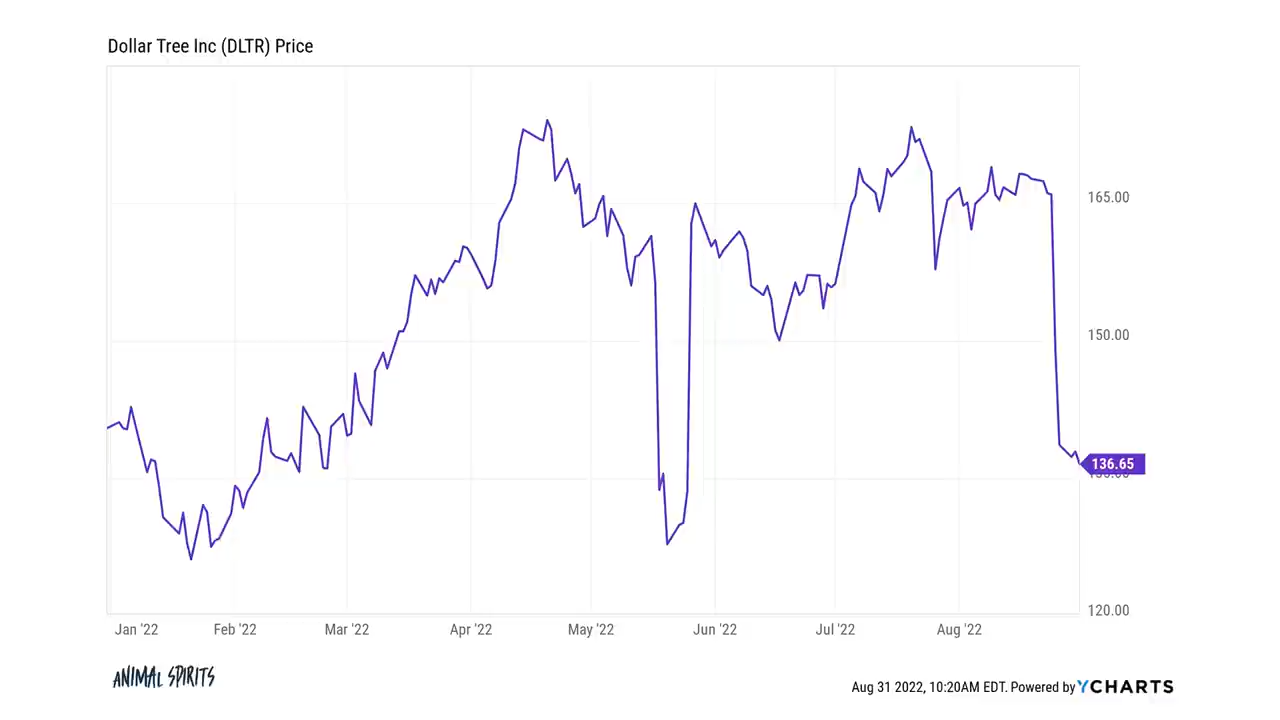 Dollar Tree Inc (DLTR) Price
165.00
150.00
136.65
120.00
Jan '22 Feb '22 Mar '22 Apr '22 May '22 Jun '22 Jul '22 Aug '22
ANIMAL SPIRITS
Aug 31 2022, 10:20AM EDT. Powered by YCHARTS